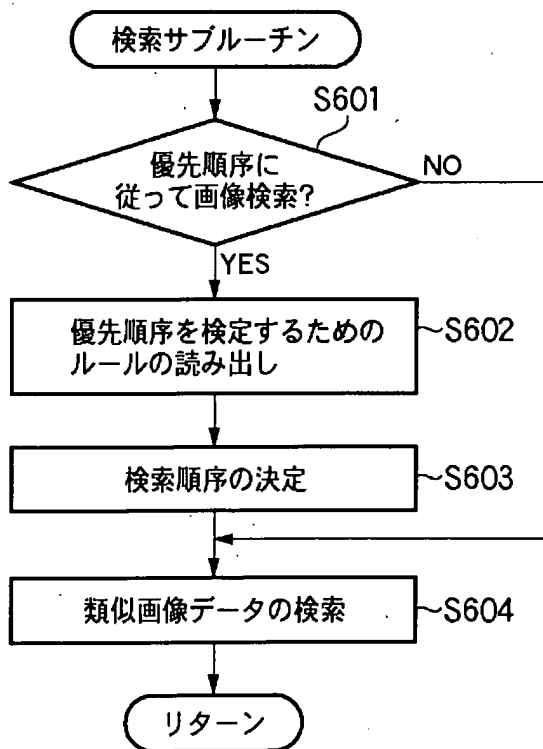 検索サブルーチン
S601
優先順序に
従って画像検索?
NO
YES
優先順序を検定するための
ルールの読み出し
S602
検索順序の決定
S603
類似画像データの検索
S604
リターン